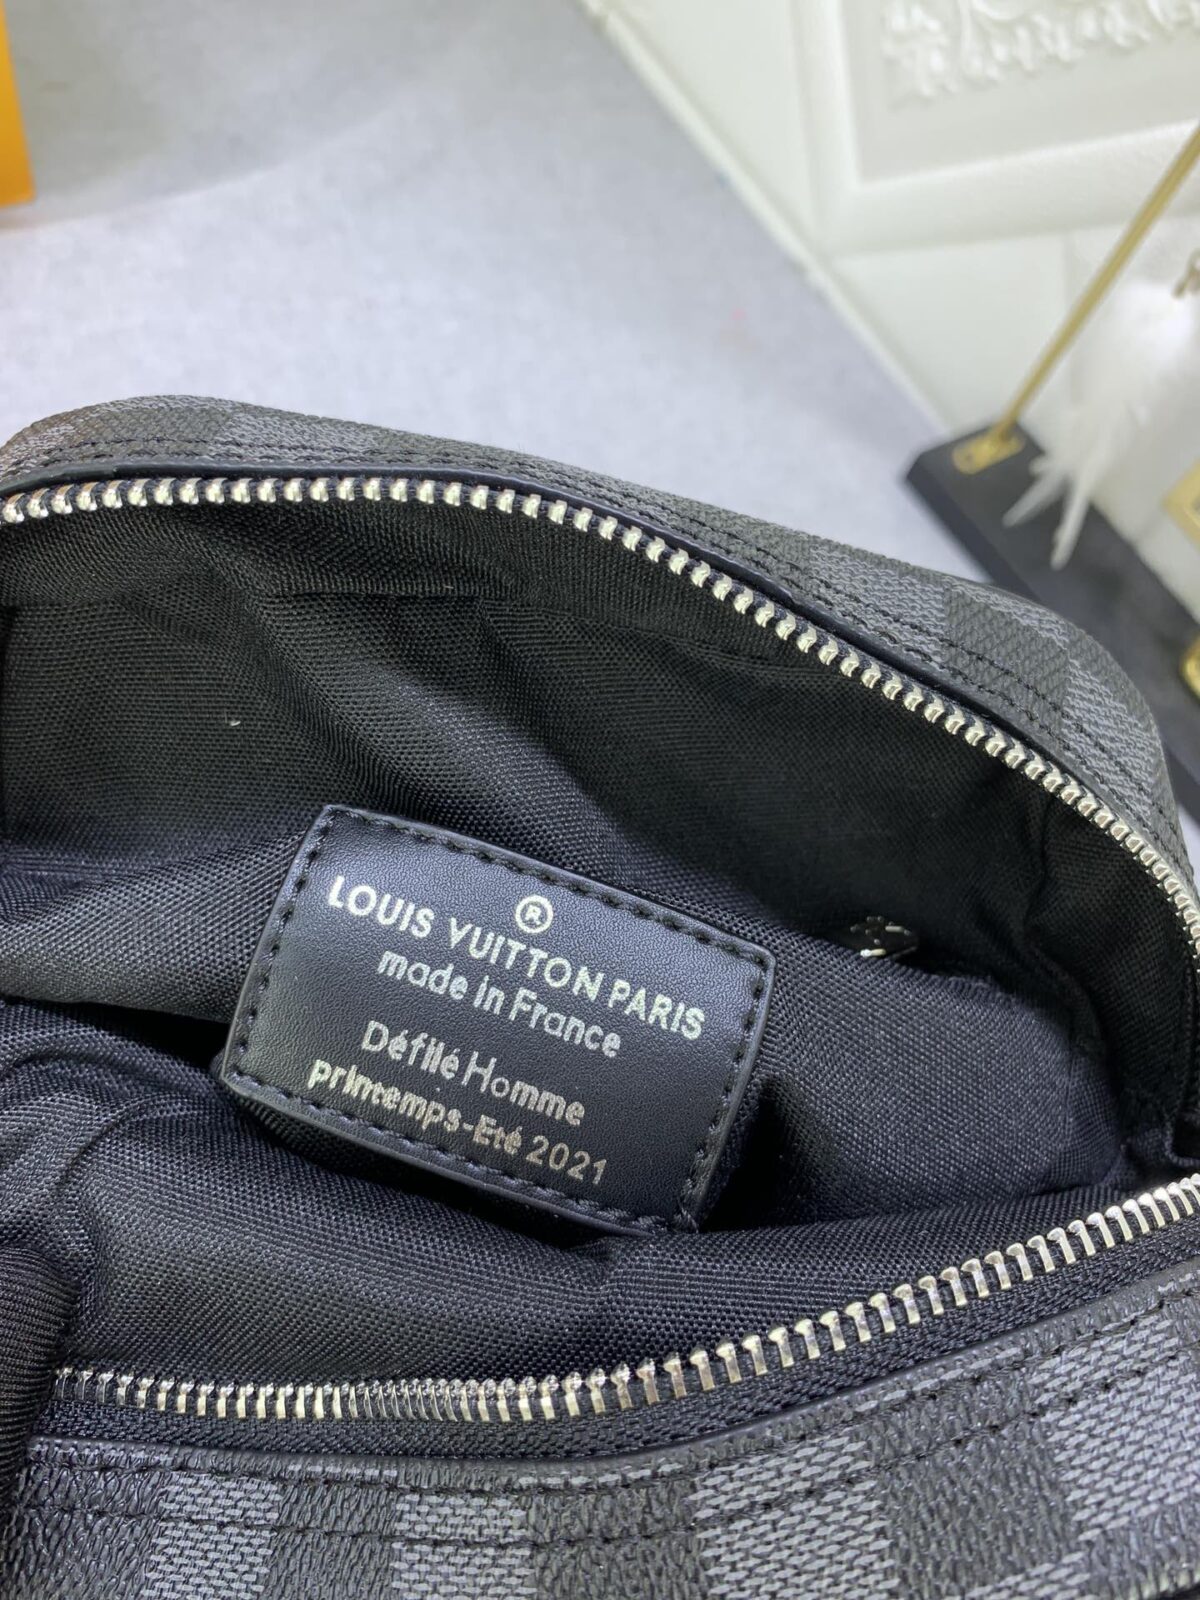 ®
LOUIS VUITTON PARIS
made in France
Défilé Homme
printemps-Eté 2021